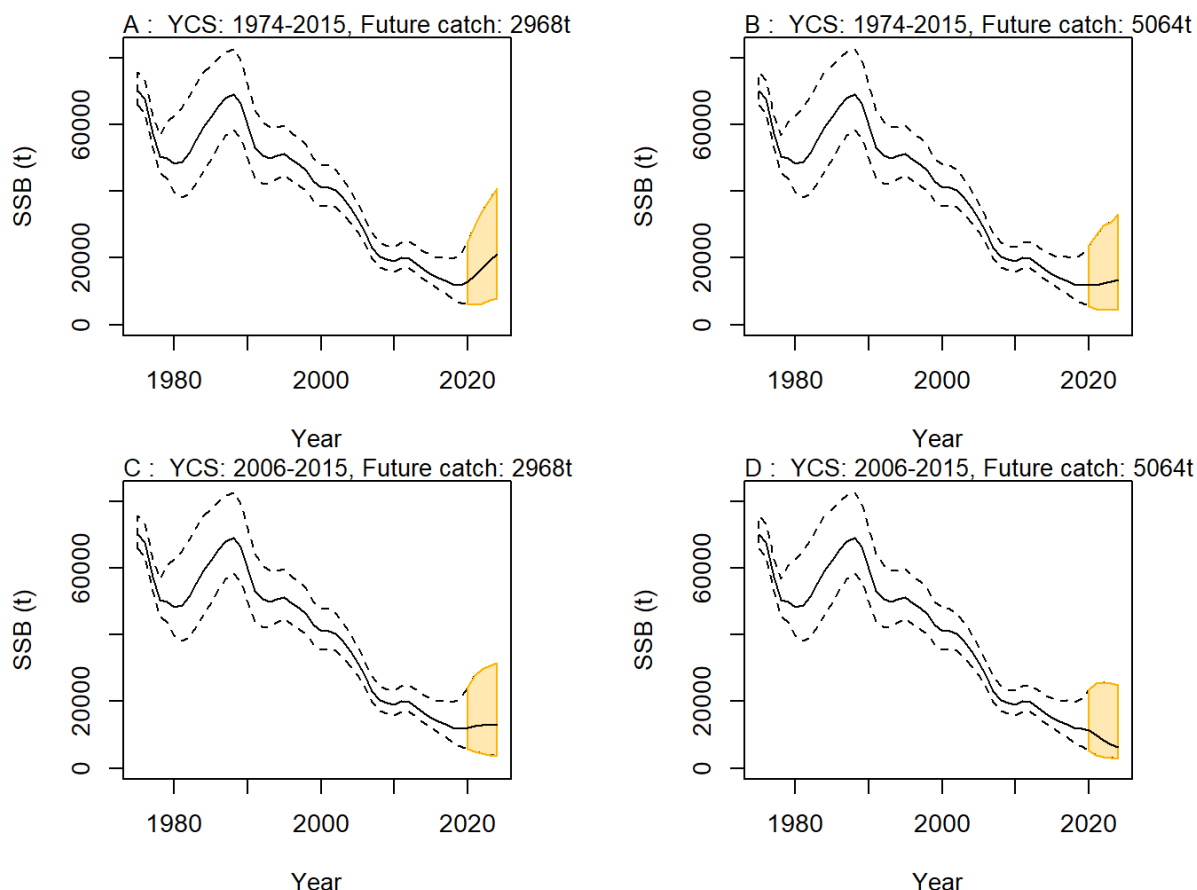 A :  YCS: 1974-2015, Future catch: 2968t
SSB (t)
60000
20000
0
1980
2000
2020
Year
B :  YCS: 1974-2015, Future catch: 5064t
SSB (t)
60000
20000
0
1980
2000
2020
Year
C :  YCS: 2006-2015, Future catch: 2968t
SSB (t)
60000
20000
0
1980
2000
2020
Year
D :  YCS: 2006-2015, Future catch: 5064t
SSB (t)
60000
20000
0
1980
2000
2020
Year